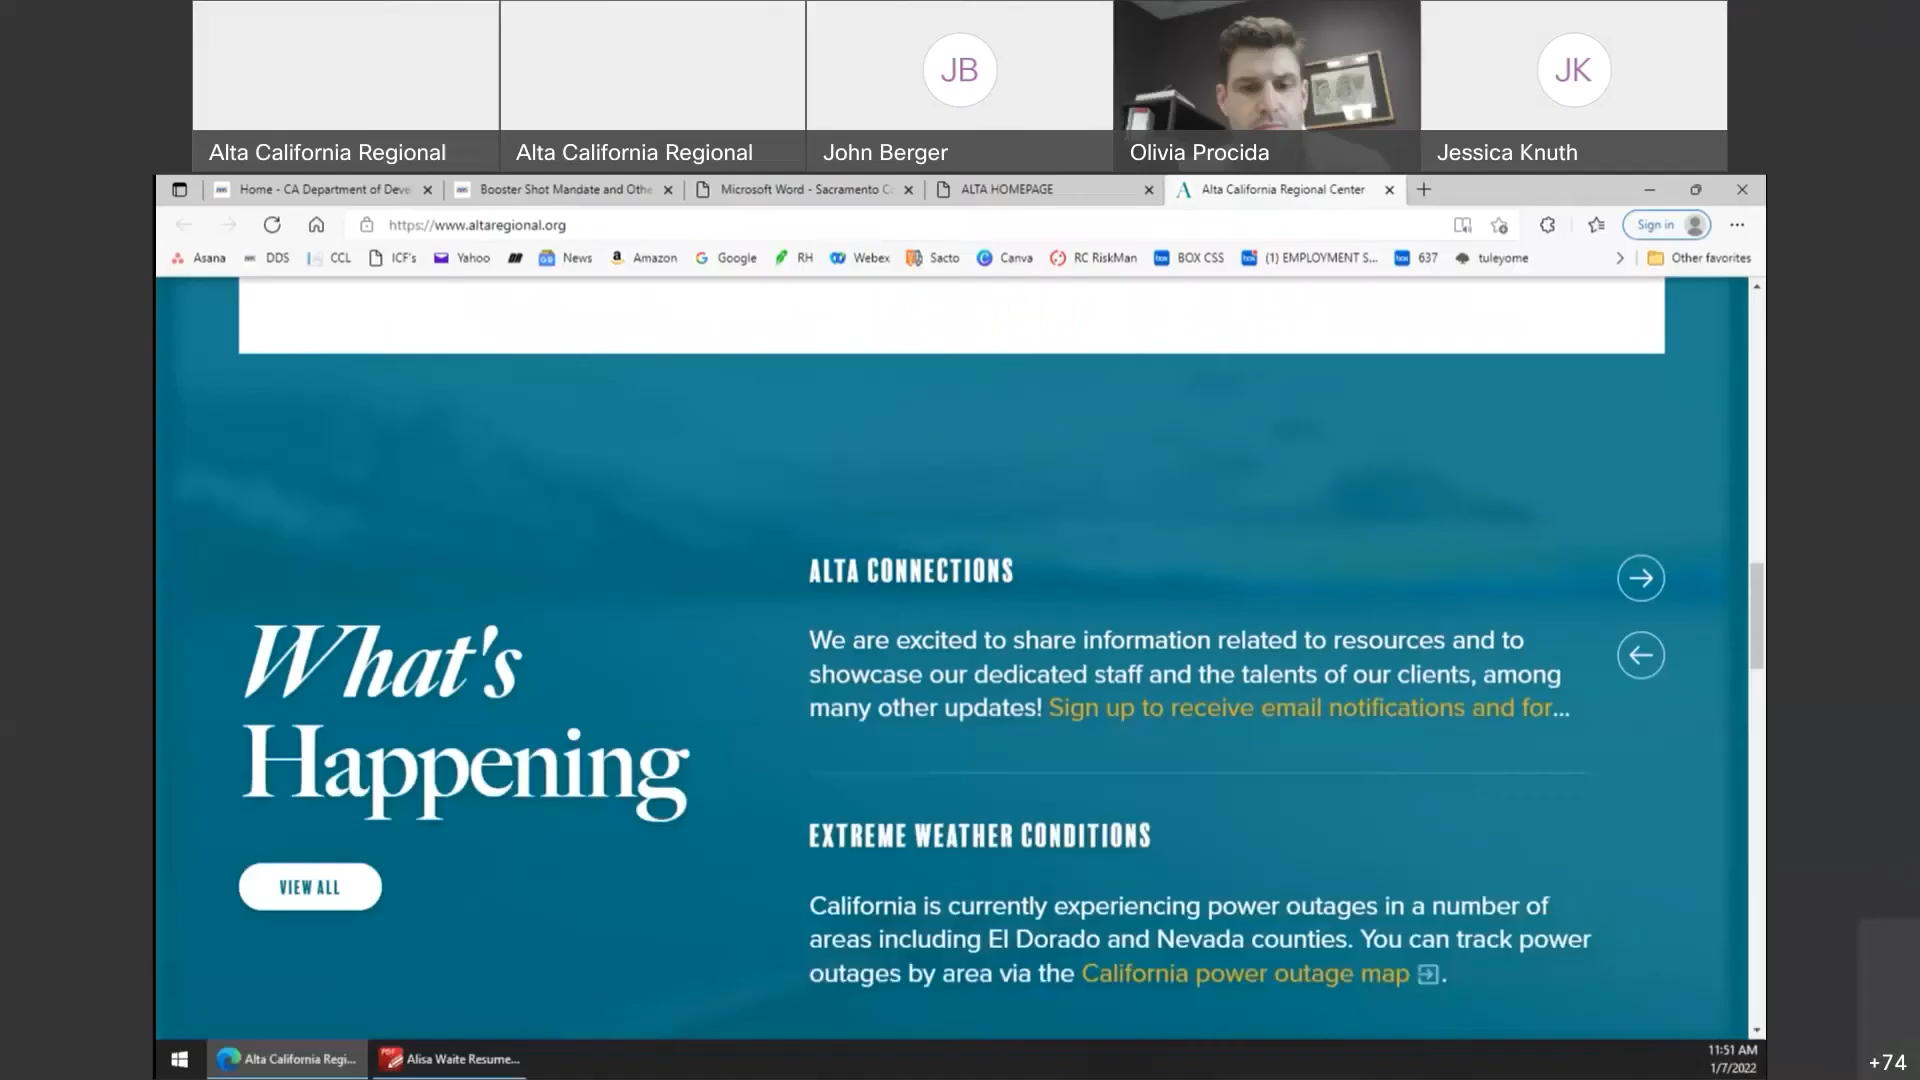 JB
JK
Alta California Regional
Alta California Regional
John Berger
Olivia Procida
Jessica Knuth
Home - CA Department of Deve
Booster Shot Mandate and Othe
Microsoft Word - Sacramento C
ALTA HOMEPAGE
Alta California Regional Center
https://www.altaregional.org
Sign in
Asana
DDS
CCL
ICF's
Yahoo
News
Amazon
Google
RH
Webex
Sacto
Canva
RC RiskMan
BOX CSS
(1) EMPLOYMENT S...
637
tuleyome
Other favorites
What's
Happening
VIEW ALL
ALTA CONNECTIONS
We are excited to share information related to resources and to
showcase our dedicated staff and the talents of our clients, among
many other updates! Sign up to receive email notifications and for...
EXTREME WEATHER CONDITIONS
California is currently experiencing power outages in a number of
areas including El Dorado and Nevada counties. You can track power
outages by area via the California power outage map.
Alta California Regi...
Alisa Waite Resume...
11:51 AM
1/7/2022
+74